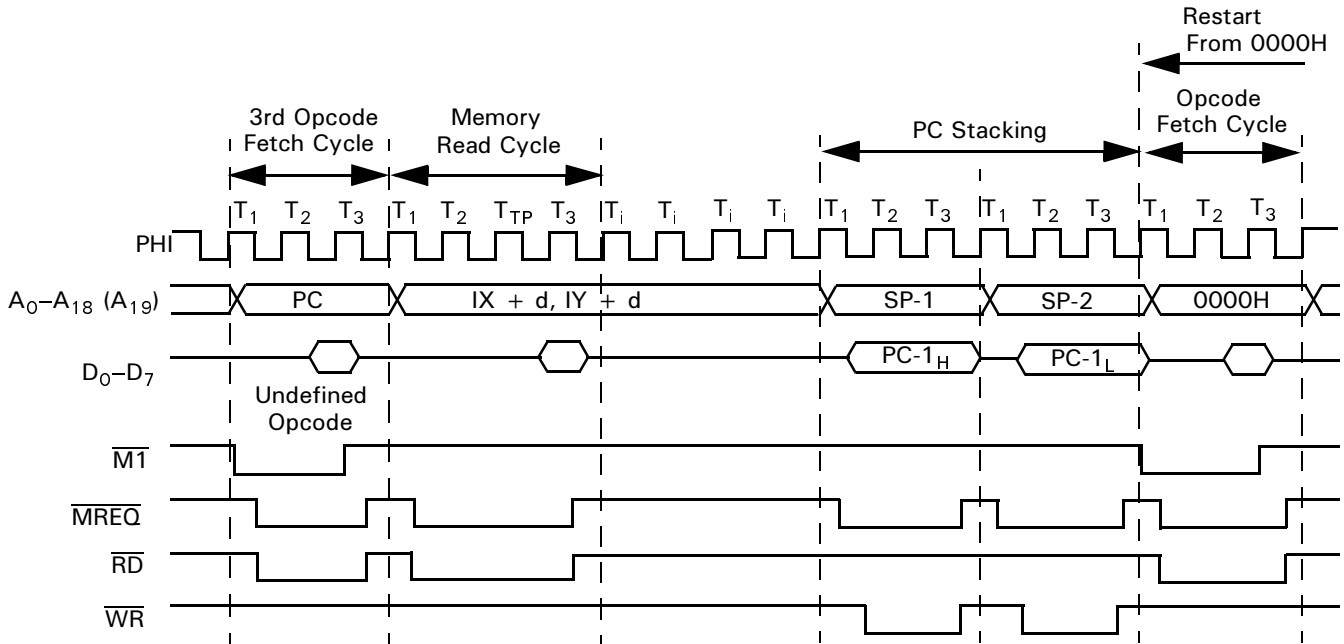 Restart
From 0000H
3rd Opcode
Fetch Cycle
Memory
Read Cycle
PC Stacking
Opcode
Fetch Cycle
T1 T2 T3 T1 T2 TTP T3 Ti Ti Ti Ti T1 T2 T3 T1 T2 T3 T1 T2 T3
PHI
A0–A18 (A19) PC IX + d, IY + d SP-1 SP-2 0000H
D0–D7 PC-1H PC-1L
Undefined
Opcode
M1
MREQ
RD
WR